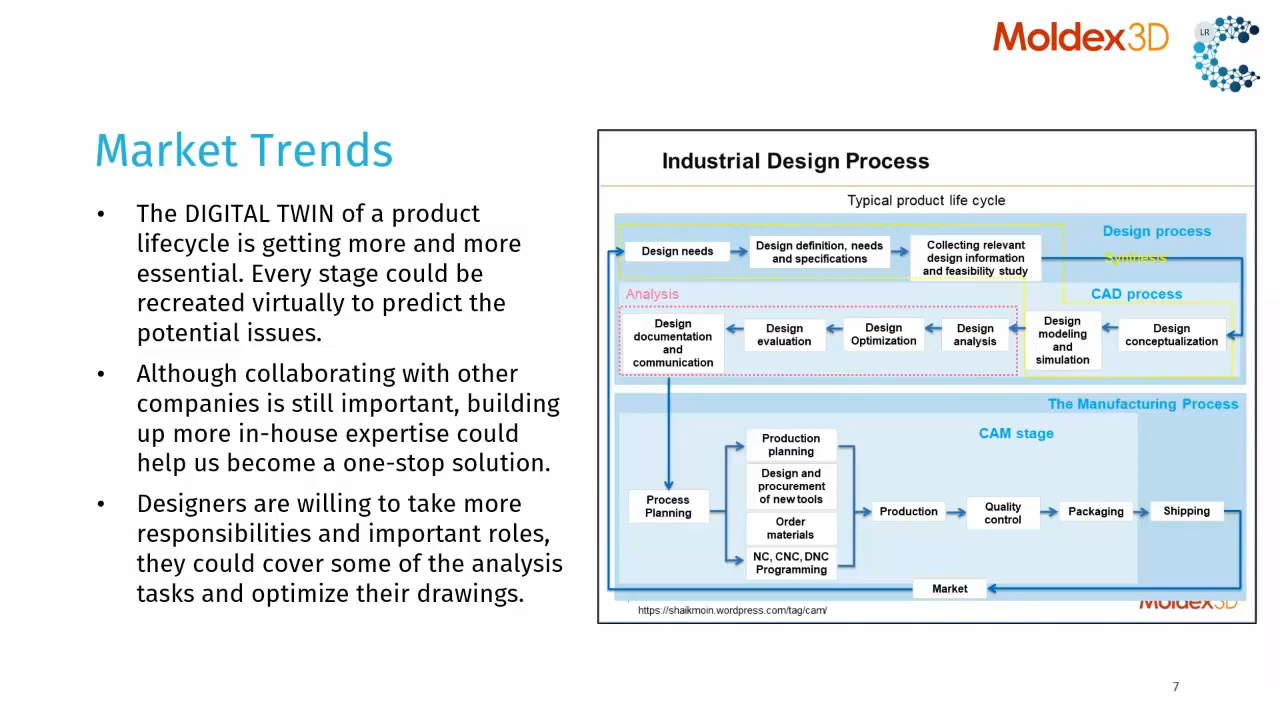 Moldex3D
LR
Market Trends
• The DIGITAL TWIN of a product
lifecycle is getting more and more
essential. Every stage could be
recreated virtually to predict the
potential issues.
• Although collaborating with other
companies is still important, building
up more in-house expertise could
help us become a one-stop solution.
• Designers are willing to take more
responsibilities and important roles,
they could cover some of the analysis
tasks and optimize their drawings.
Industrial Design Process
Typical product life cycle
Design process
Synthesis
Design needs
Design definition, needs
and specifications
Collecting relevant
design information
and feasibility study
Analysis
CAD process
Design
documentation
and
communication
Design
evaluation
Design
Optimization
Design
analysis
Design
modeling
and
simulation
Design
conceptualization
The Manufacturing Process
CAM stage
Process
Planning
Production
planning
Design and
procurement
of new tools
Order
materials
NC, CNC, DNC
Programming
Production
Quality
control
Packaging
Shipping
Market
https://shaikmoin.wordpress.com/tag/cam/
Moldex3D
7